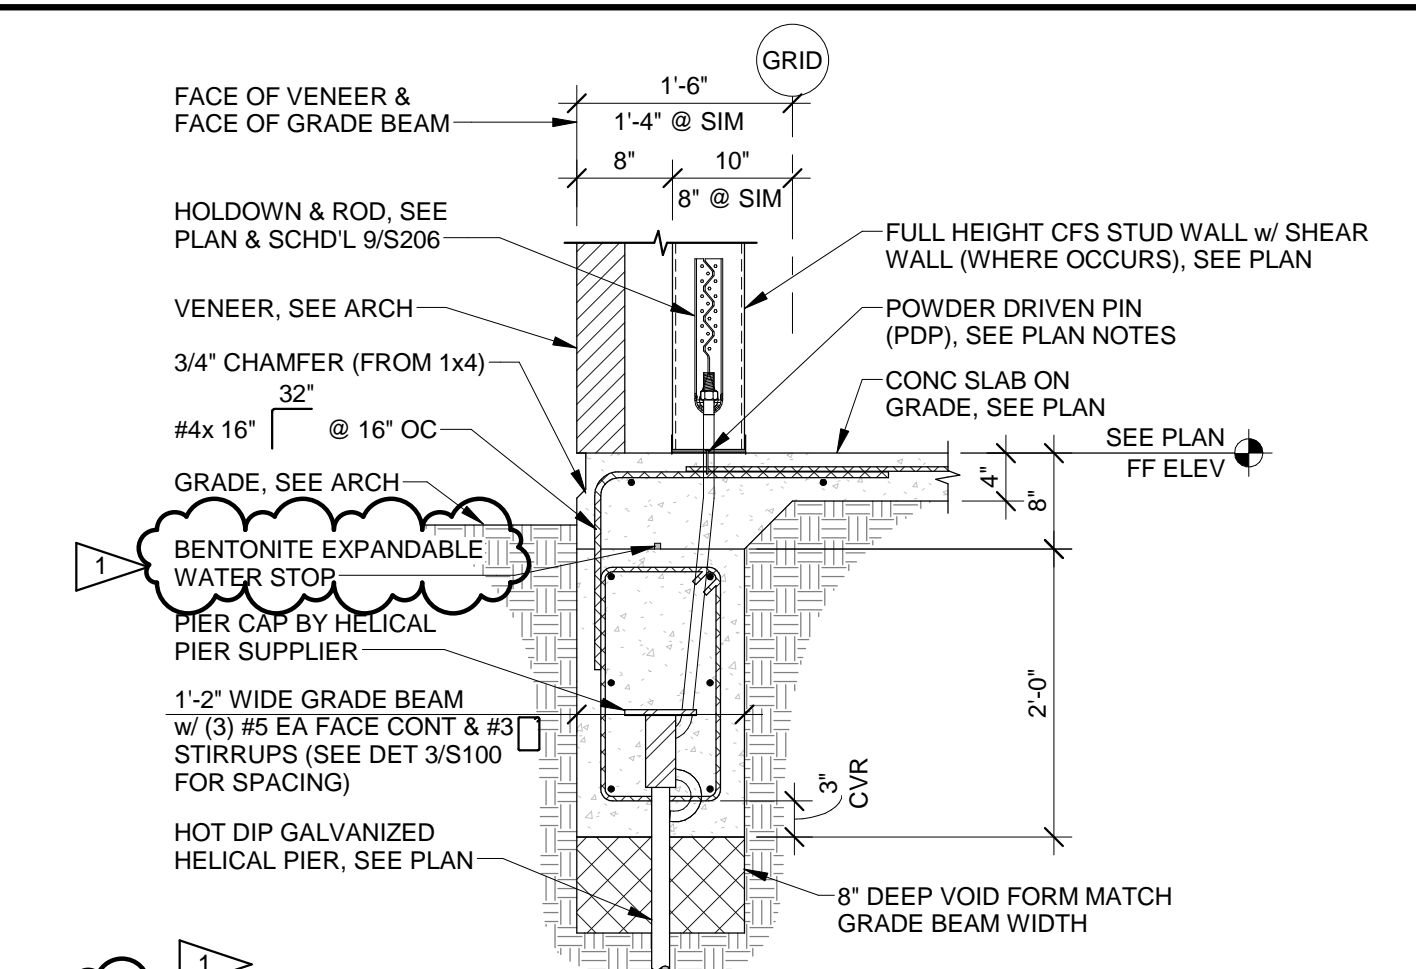 GRID
FACE OF VENEER &
FACE OF GRADE BEAM
1'-6"
1'-4" @ SIM
8"
10"
8" @ SIM
HOLDOWN & ROD, SEE
PLAN & SCHD'L 9/S206
FULL HEIGHT CFS STUD WALL w/ SHEAR
WALL (WHERE OCCURS), SEE PLAN
VENEER, SEE ARCH
POWDER DRIVEN PIN
(PDP), SEE PLAN NOTES
3/4" CHAMFER (FROM 1x4)
CONC SLAB ON
GRADE, SEE PLAN
32"
#4x 16" @ 16" OC
SEE PLAN
FF ELEV
4"
8"
GRADE, SEE ARCH
1
BENTONITE EXPANDABLE
WATER STOP
PIER CAP BY HELICAL
PIER SUPPLIER
1'-2" WIDE GRADE BEAM
w/ (3) #5 EA FACE CONT & #3
STIRRUPS (SEE DET 3/S100
FOR SPACING)
2'-0"
3"
CVR
HOT DIP GALVANIZED
HELICAL PIER, SEE PLAN
8" DEEP VOID FORM MATCH
GRADE BEAM WIDTH
1